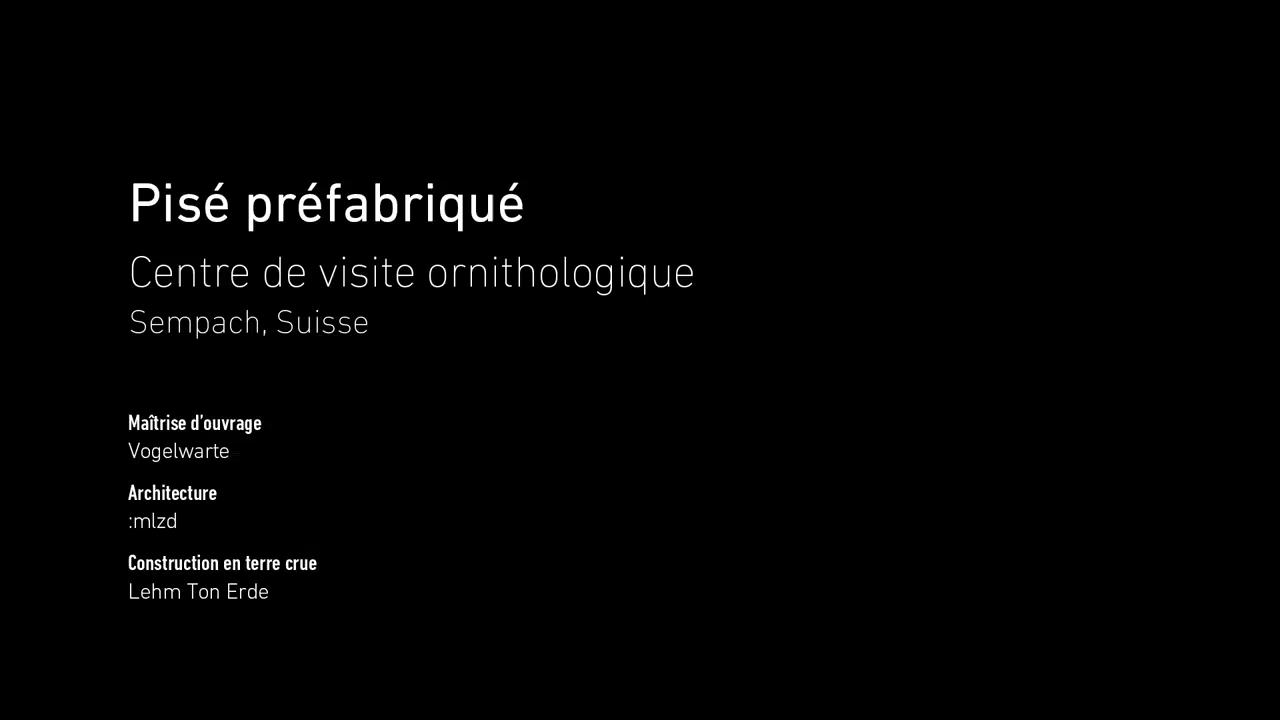 Pisé préfabriqué
Centre de visite ornithologique
Sempach, Suisse
Maîtrise d’ouvrage
Vogelwarte
Architecture
:mlzd
Construction en terre crue
Lehm Ton Erde